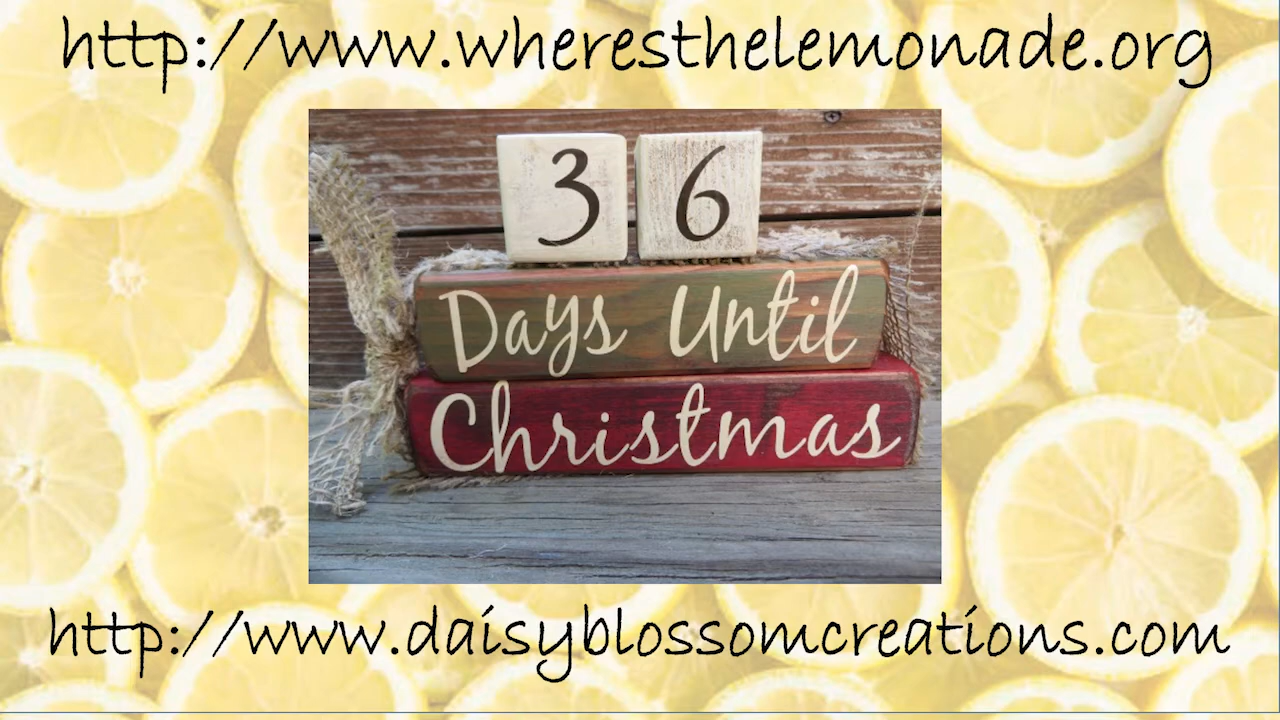 http://www.wheresthelemonade.org
3 6
Days Until
Christmas
http://www.daisyblossomcreations.com